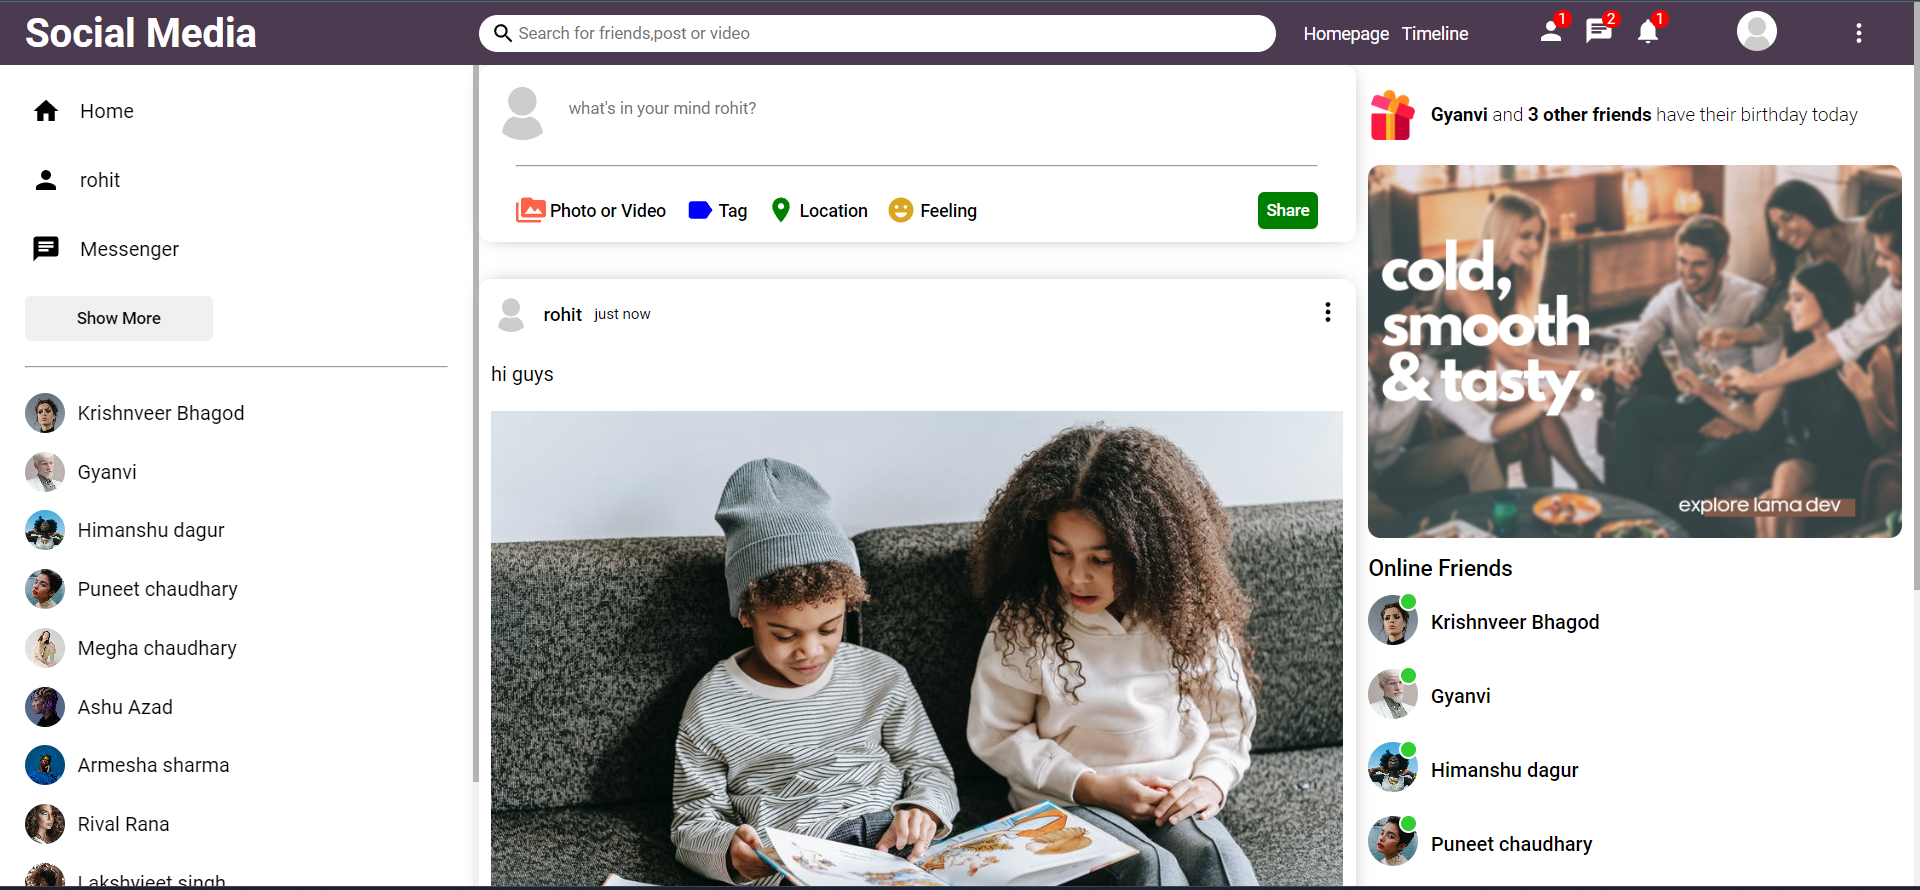 Social Media
Search for friends,post or video
Homepage Timeline
1
2
1
Home
rohit
Messenger
Show More
Krishnveer Bhagod
Gyanvi
Himanshu dagur
Puneet chaudhary
Megha chaudhary
Ashu Azad
Armesha sharma
Rival Rana
Lakshvieet singh
what's in your mind rohit?
Photo or Video
Tag
Location
Feeling
Share
rohit just now
hi guys
Gyanvi and 3 other friends have their birthday today
cold,
smooth
& tasty.
explore lama dev
Online Friends
Krishnveer Bhagod
Gyanvi
Himanshu dagur
Puneet chaudhary